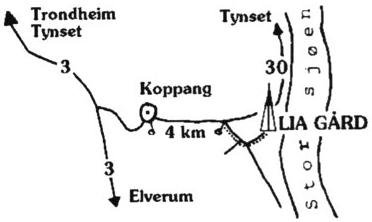 Trondheim
Tynset
Tynset
3
30
Koppang
4 km
LIA GÅRD
Storsjøen
3
Elverum